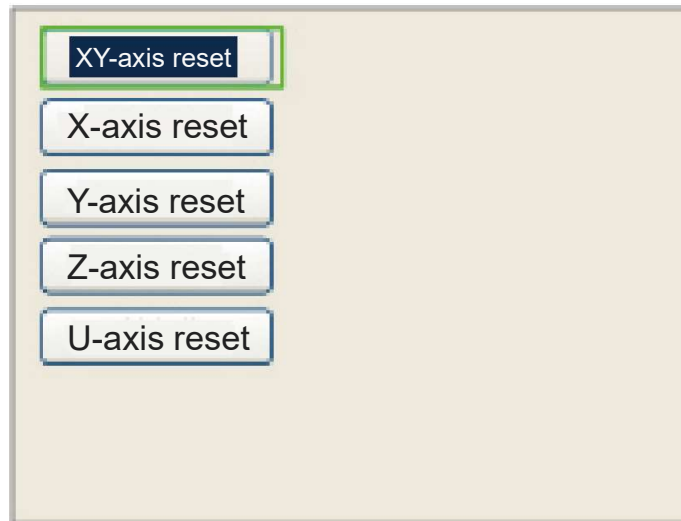 XY-axis reset
X-axis reset
Y-axis reset
Z-axis reset
U-axis reset